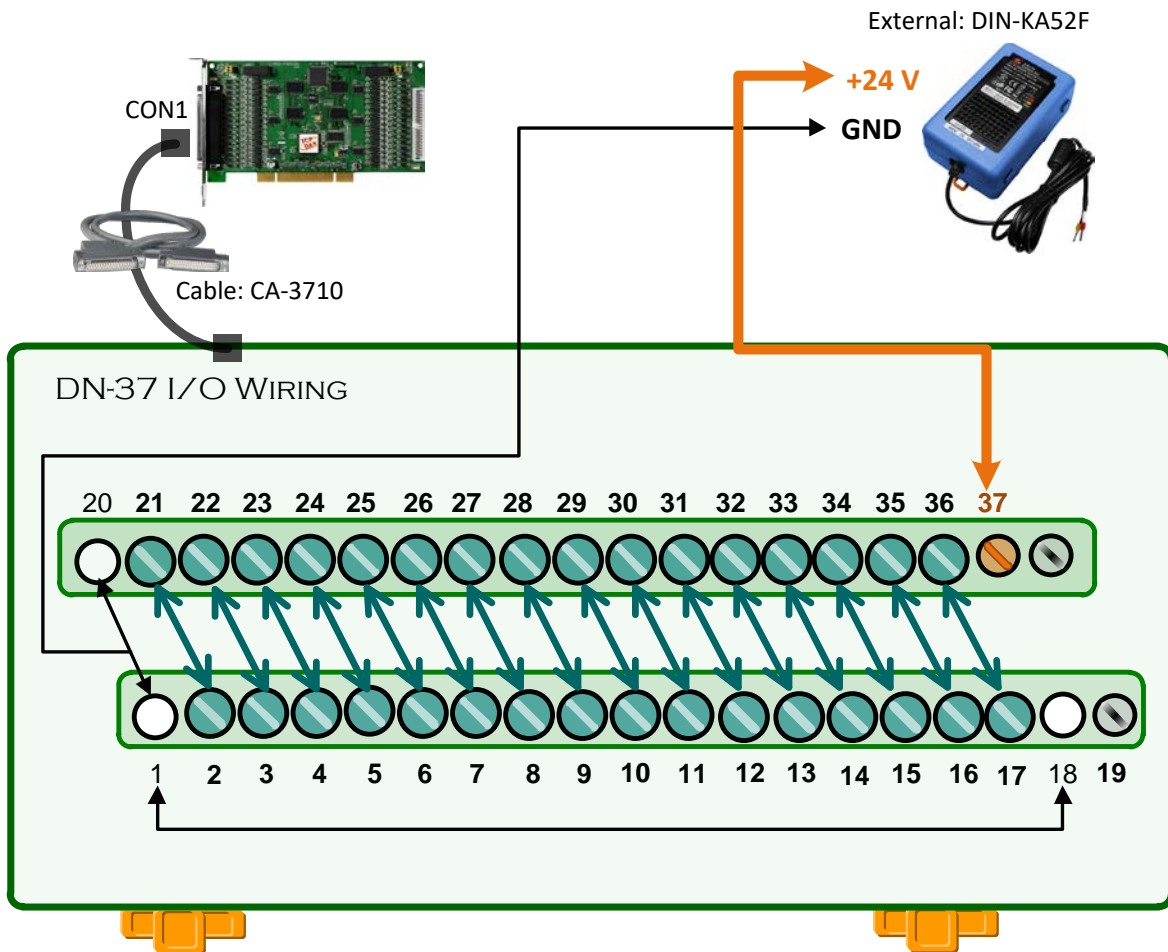 External: DIN-KA52F
+24 V
CON1
GND
Cable: CA-3710
DN-37 I/O WIRING
20 21 22 23 24 25 26 27 28 29 30 31 32 33 34 35 36 37
1 2 3 4 5 6 7 8 9 10 11 12 13 14 15 16 17 18 19